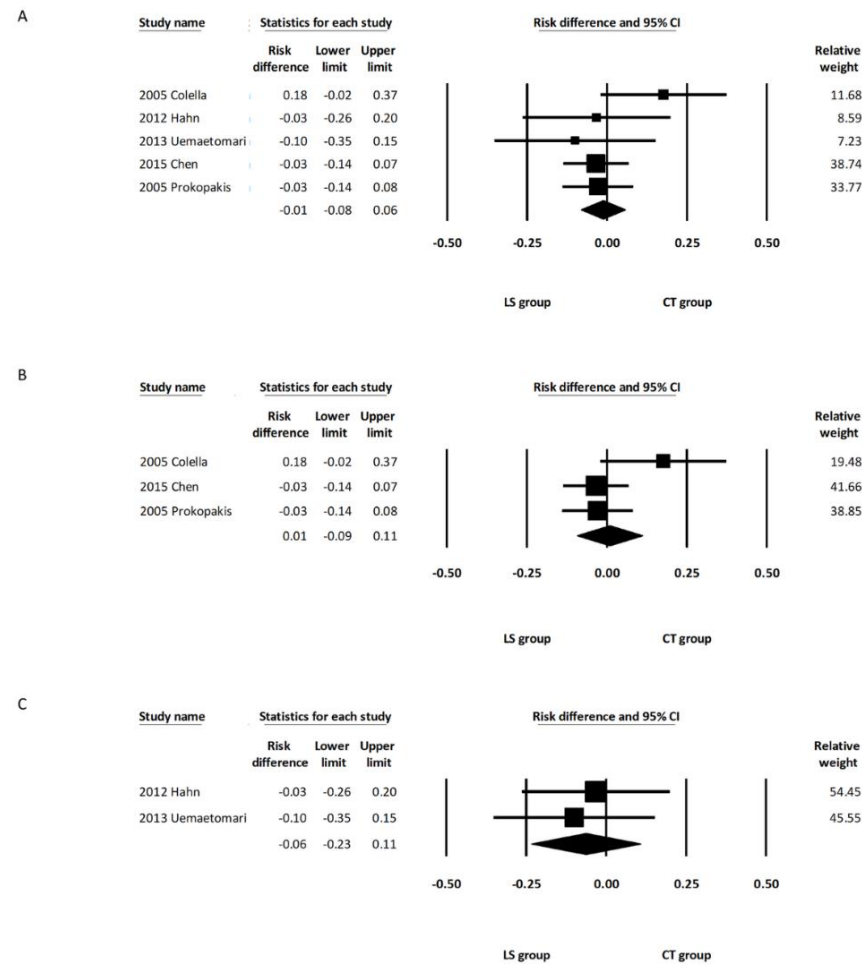 A
Study name Statistics for each study Risk difference and 95% CI
Risk Lower Upper Relative
difference limit limit weight
2005 Colella 0.18 -0.02 0.37 11.68
2012 Hahn -0.03 -0.26 0.20 8.59
2013 Uemaetomari -0.10 -0.35 0.15 7.23
2015 Chen -0.03 -0.14 0.07 38.74
2005 Prokopakis -0.03 -0.14 0.08 33.77
-0.01 -0.08 0.06
-0.50 -0.25 0.00 0.25 0.50
LS group CT group
B
Study name Statistics for each study Risk difference and 95% CI
Risk Lower Upper Relative
difference limit limit weight
2005 Colella 0.18 -0.02 0.37 19.48
2015 Chen -0.03 -0.14 0.07 41.66
2005 Prokopakis -0.03 -0.14 0.08 38.85
0.01 -0.09 0.11
-0.50 -0.25 0.00 0.25 0.50
LS group CT group
C
Study name Statistics for each study Risk difference and 95% CI
Risk Lower Upper Relative
difference limit limit weight
2012 Hahn -0.03 -0.26 0.20 54.45
2013 Uemaetomari -0.10 -0.35 0.15 45.55
-0.06 -0.23 0.11
-0.50 -0.25 0.00 0.25 0.50
LS group CT group